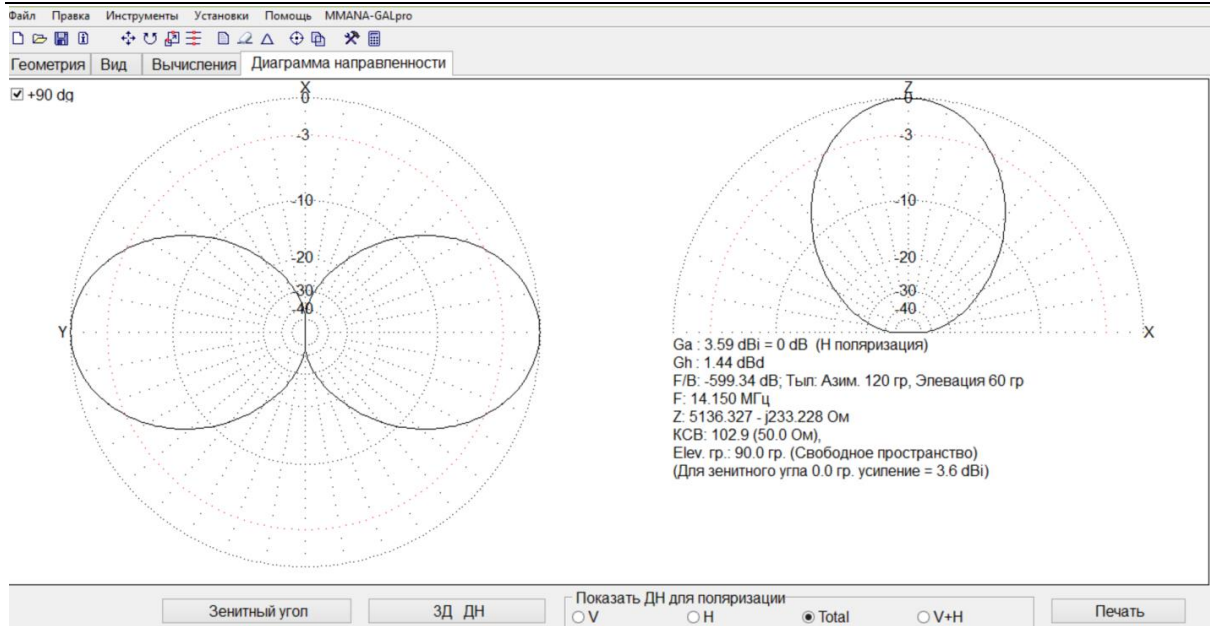 Файл Правка Инструменты Установки Помощь MMANA-GALpro
Геометрия Вид Вычисления Диаграмма направленности
+90 dg
X
0
-3
-10
-20
-30
-40
Y
Z
0
-3
-10
-20
-30
-40
X
Ga : 3.59 dBi = 0 dB (H поляризация)
Gh : 1.44 dBd
F/B: -599.34 dB; Тып: Азим. 120 гр, Элевация 60 гр
F: 14.150 МГц
Z: 5136.327 - j233.228 Ом
КСВ: 102.9 (50.0 Ом),
Elev. гр.: 90.0 гр. (Свободное пространство)
(Для зенитного угла 0.0 гр. усиление = 3.6 dBi)
Показать ДН для поляризации
Зенитный угол 3Д ДН V H Total V+H Печать